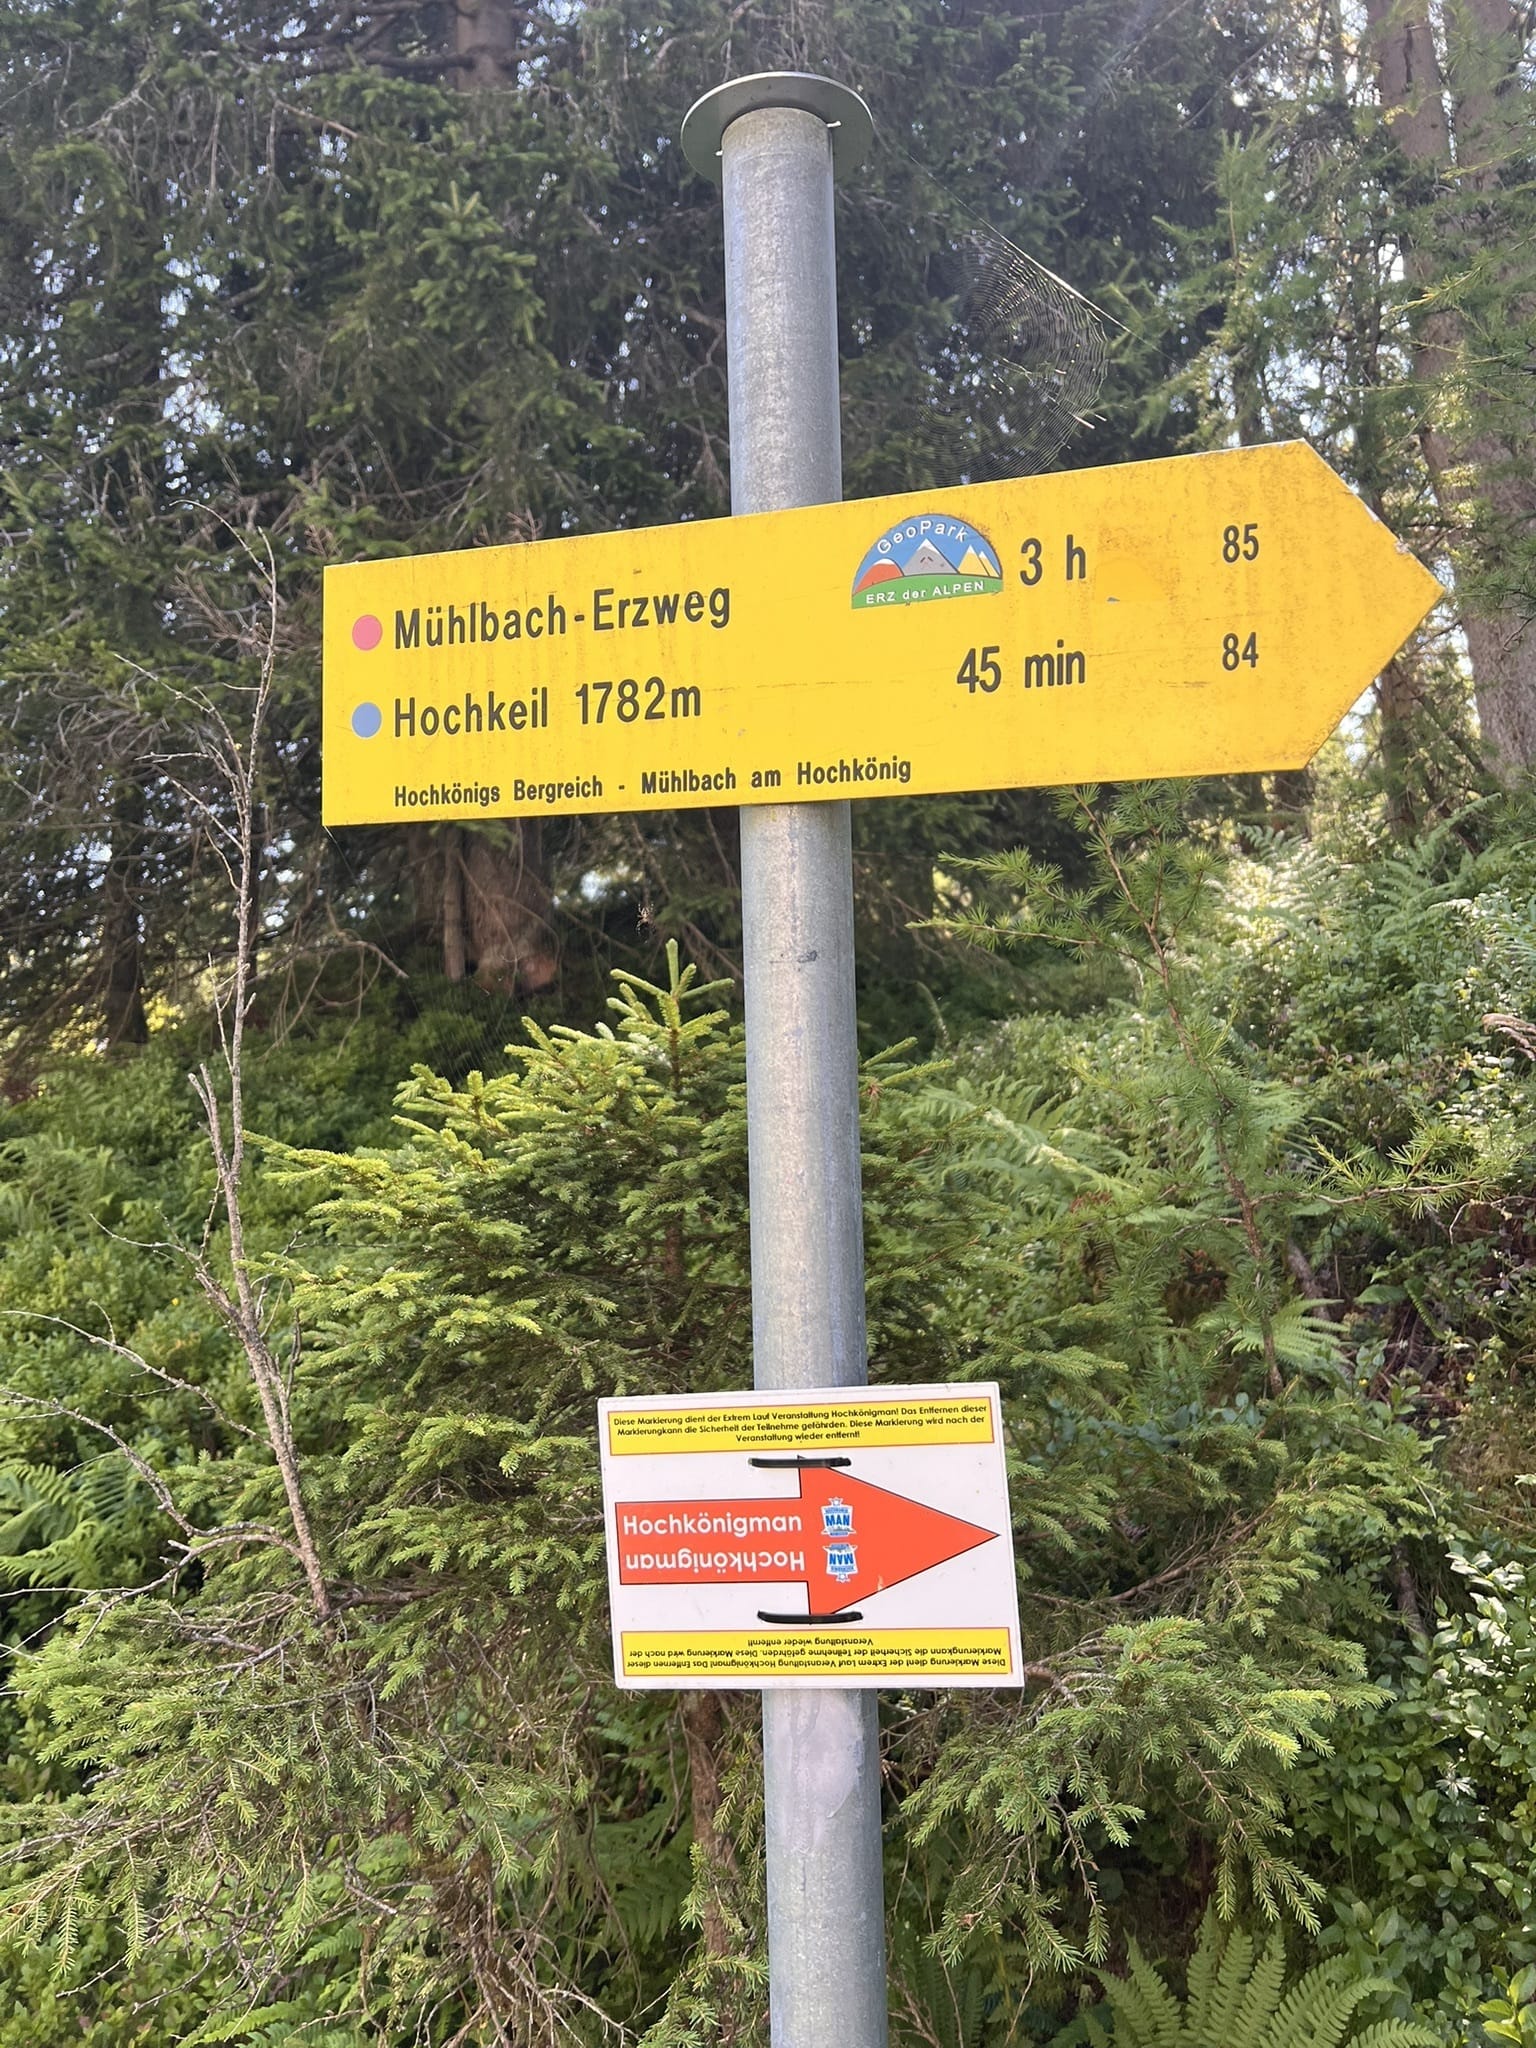 GeoPark
ERZ der ALPEN
Mühlbach-Erzweg 3 h 85
Hochkeil 1782m 45 min 84
Hochkönigs Bergreich - Mühlbach am Hochkönig
Diese Markierung dient der Extrem Lauf Veranstaltung Hochkönigman! Das Entfernen dieser
Markierungkann die Sicherheit der Teilnehme gefährden. Diese Markierung wird nach der
Veranstaltung wieder entfernt!
Hochkönigman MAN
Hochkönigman MAN
Diese Markierung dient der Extrem Lauf Veranstaltung Hochkönigman! Das Entfernen dieser
Markierungkann die Sicherheit der Teilnehme gefährden. Diese Markierung wird nach der
Veranstaltung wieder entfernt!